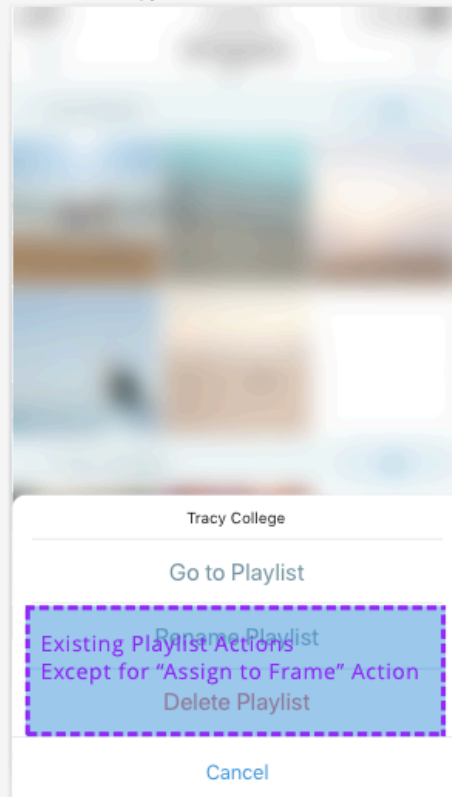 Tracy College
Go to Playlist
Rename Playlist
Existing Playlist Actions
Except for “Assign to Frame” Action
Delete Playlist
Cancel